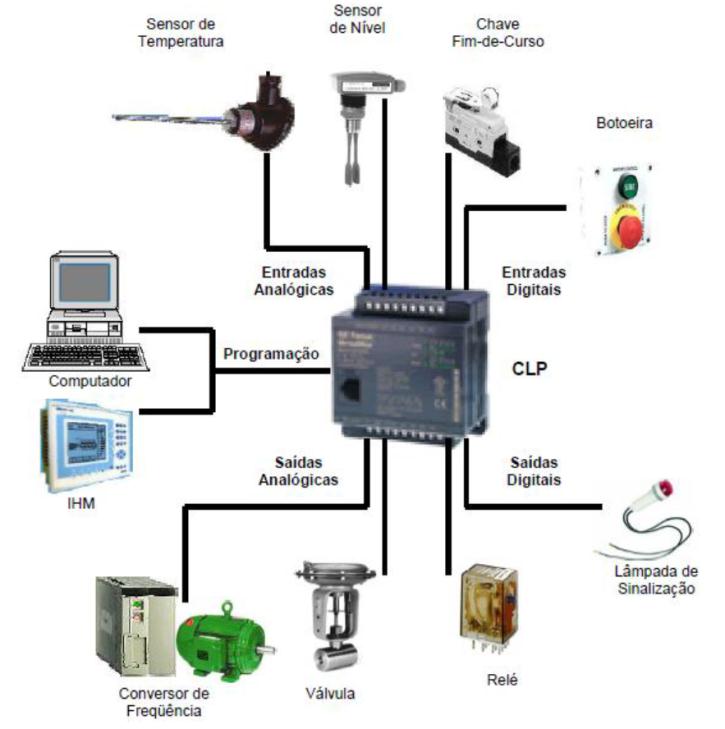 Sensor de
Temperatura
Sensor
de Nível
Chave
Fim-de-Curso
Botoeira
Entradas
Analógicas
Entradas
Digitais
Computador
Programação
CLP
IHM
Saídas
Analógicas
Saídas
Digitais
Lâmpada de
Sinalização
Conversor de
Freqüência
Válvula
Relé